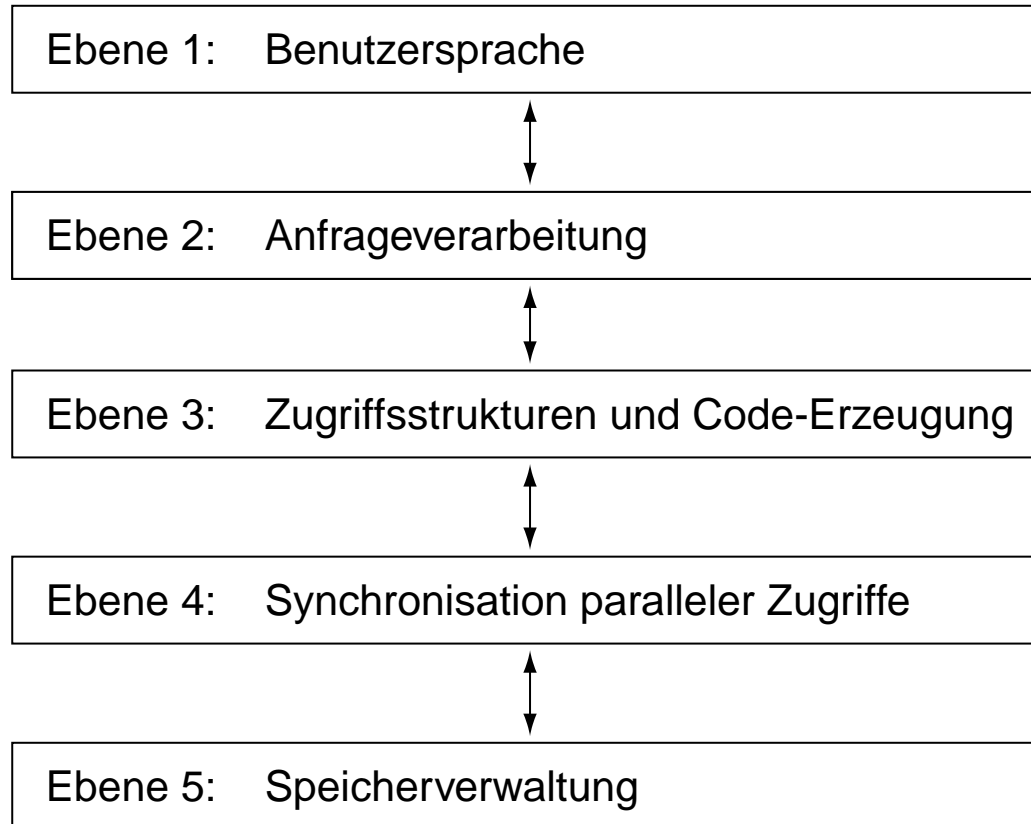 Ebene 1: Benutzersprache
Ebene 2: Anfrageverarbeitung
Ebene 3: Zugriffsstrukturen und Code-Erzeugung
Ebene 4: Synchronisation paralleler Zugriffe
Ebene 5: Speicherverwaltung